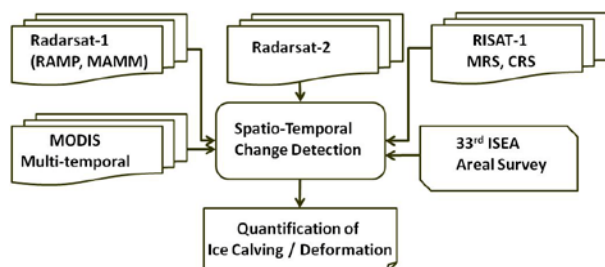 Radarsat-1
(RAMP, MAMM)
Radarsat-2
RISAT-1
MRS, CRS
MODIS
Multi-temporal
Spatio-Temporal
Change Detection
33rd ISEA
Areal Survey
Quantification of
Ice Calving / Deformation